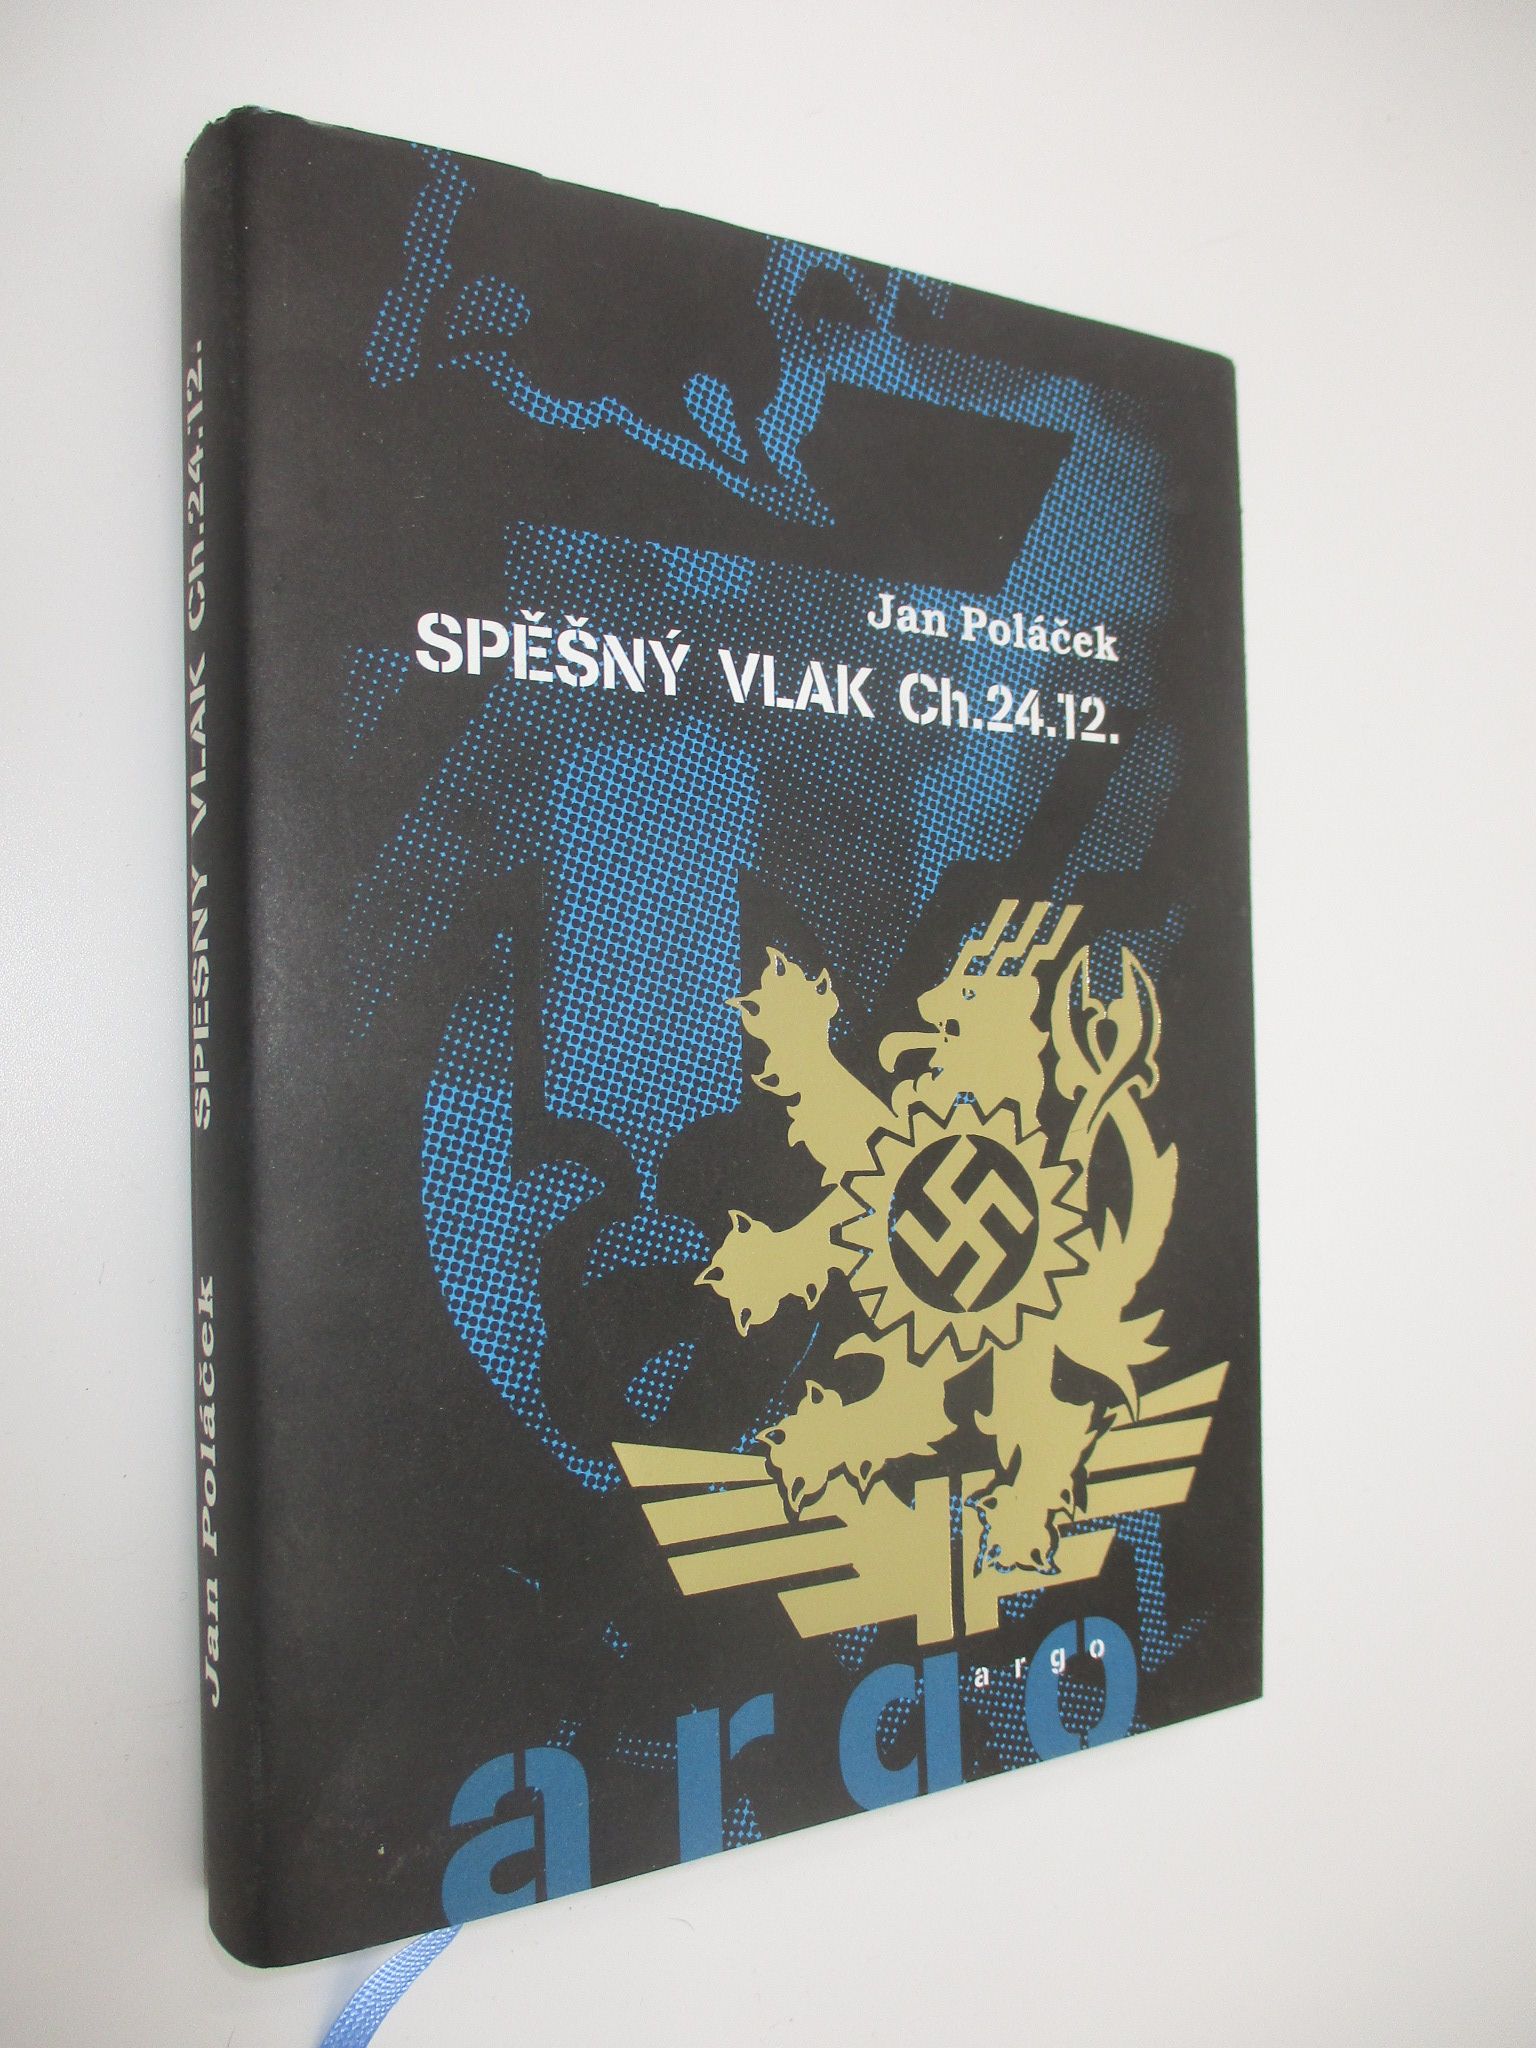 Jan Poláček
SPĚŠNÝ VLAK Ch.24.12.
argo
argo
Jan Poláček SPĚŠNÝ VLAK Ch.24.12.